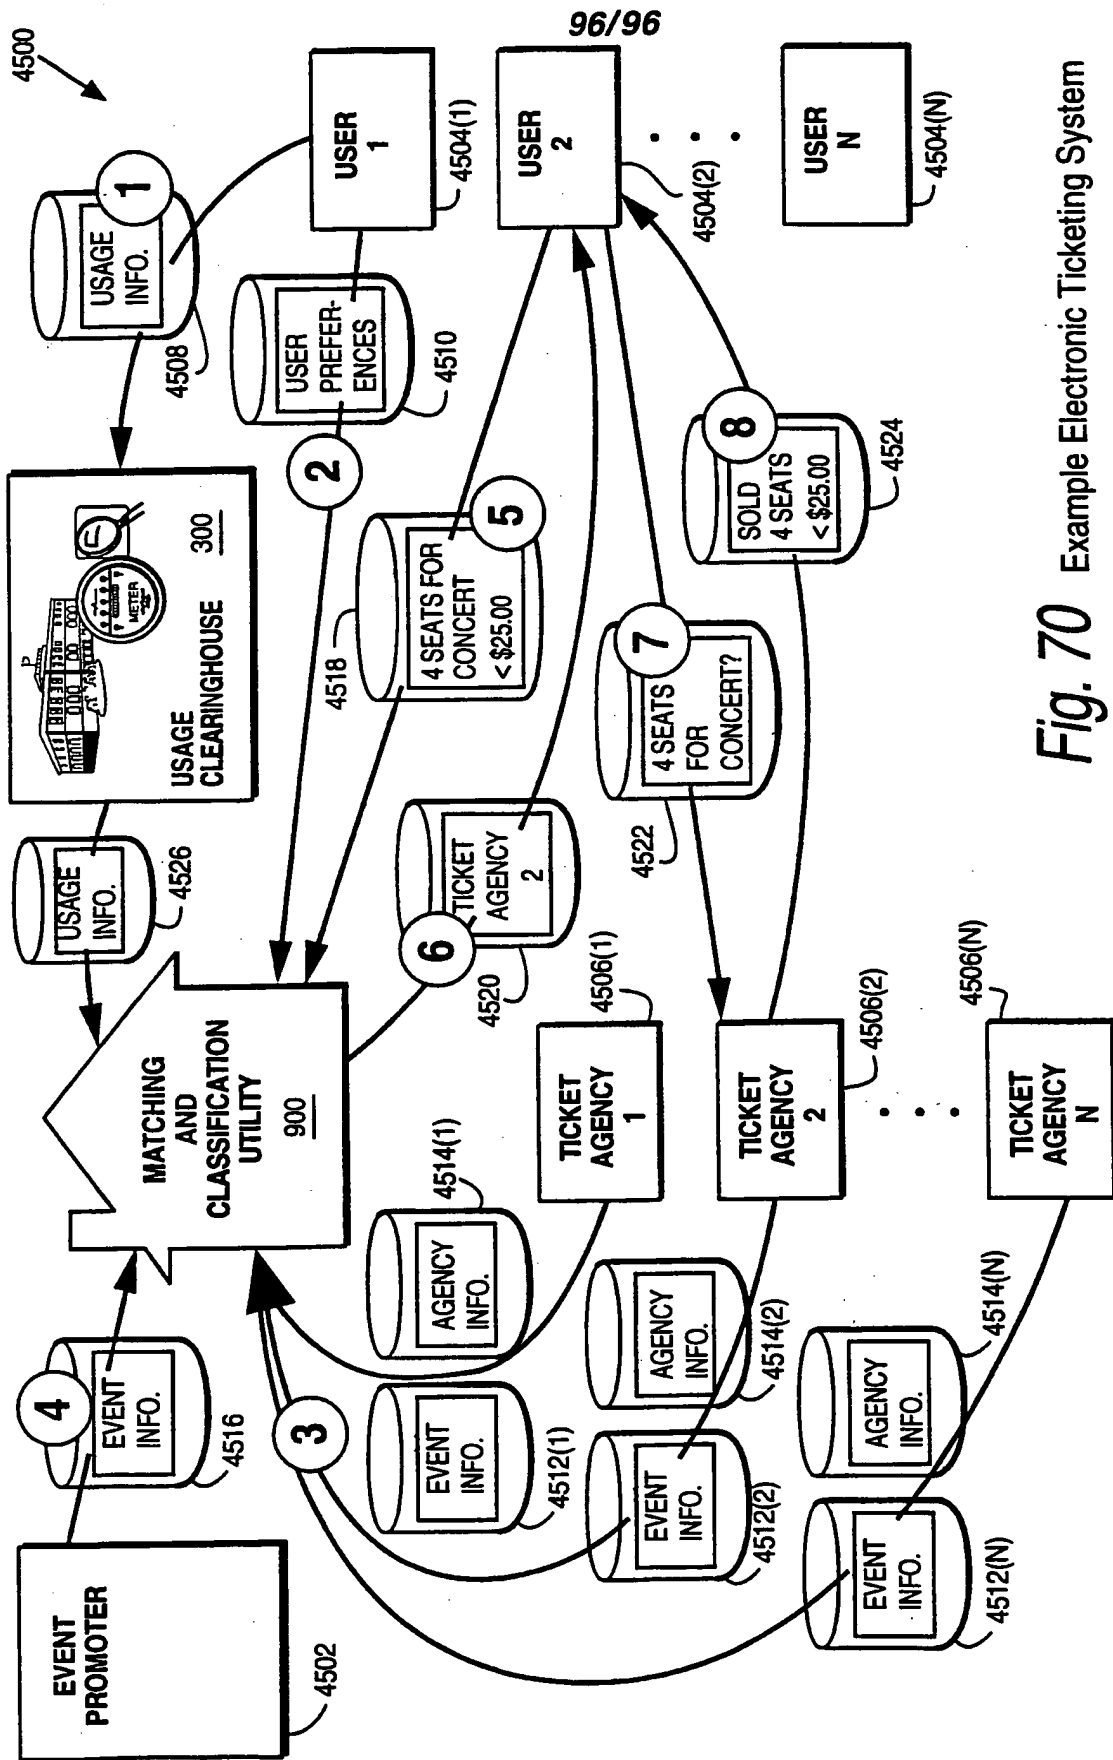 96/96
4500
EVENT
PROMOTER
4502
4
EVENT
INFO.
4516
MATCHING
AND
CLASSIFICATION
UTILITY
900
USAGE
INFO.
4526
METER
USAGE
CLEARINGHOUSE
300
1
USAGE
INFO.
4508
2
USER
PREFER-
ENCES
4510
USER
1
4504(1)
3
EVENT
INFO.
4512(1)
AGENCY
INFO.
4514(1)
4518
4 SEATS FOR
CONCERT
< $25.00
5
6
TICKET
AGENCY
2
4520
USER
2
4504(2)
EVENT
INFO.
4512(2)
AGENCY
INFO.
4514(2)
TICKET
AGENCY
1
4506(1)
4522
4 SEATS
FOR
CONCERT?
7
8
SOLD
4 SEATS
< $25.00
4524
TICKET
AGENCY
2
4506(2)
EVENT
INFO.
4512(N)
AGENCY
INFO.
4514(N)
TICKET
AGENCY
N
4506(N)
USER
N
4504(N)
Fig. 70 Example Electronic Ticketing System